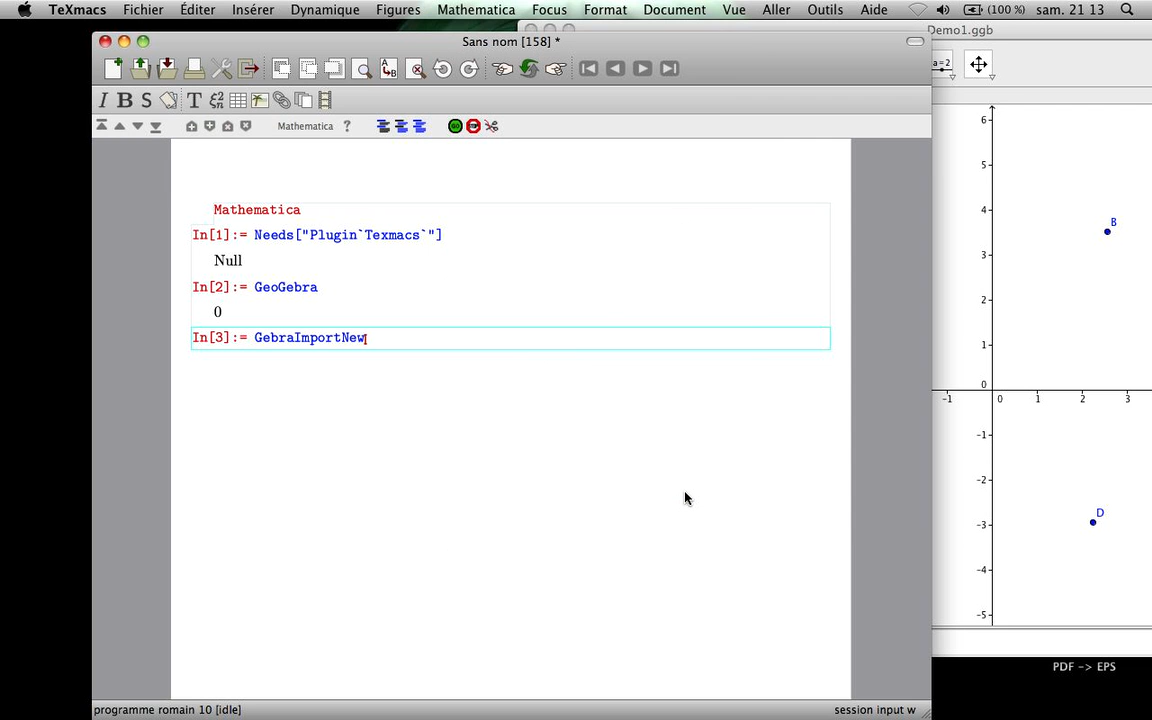 TeXmacs Fichier Éditer Insérer Dynamique Figures Mathematica Focus Format Document Vue Aller Outils Aide (100 %) sam. 21 13
Demo1.ggb
Sans nom [158] *
a=2
I B S T
Mathematica ?
Mathematica
In[1]:= Needs["Plugin`Texmacs`"]
Null
In[2]:= GeoGebra
0
In[3]:= GebraImportNew
6
5
4
3
2
1
0
-1 0 1 2 3
-1
-2
-3
-4
-5
B
D
PDF -> EPS
programme romain 10 [idle]
session input w